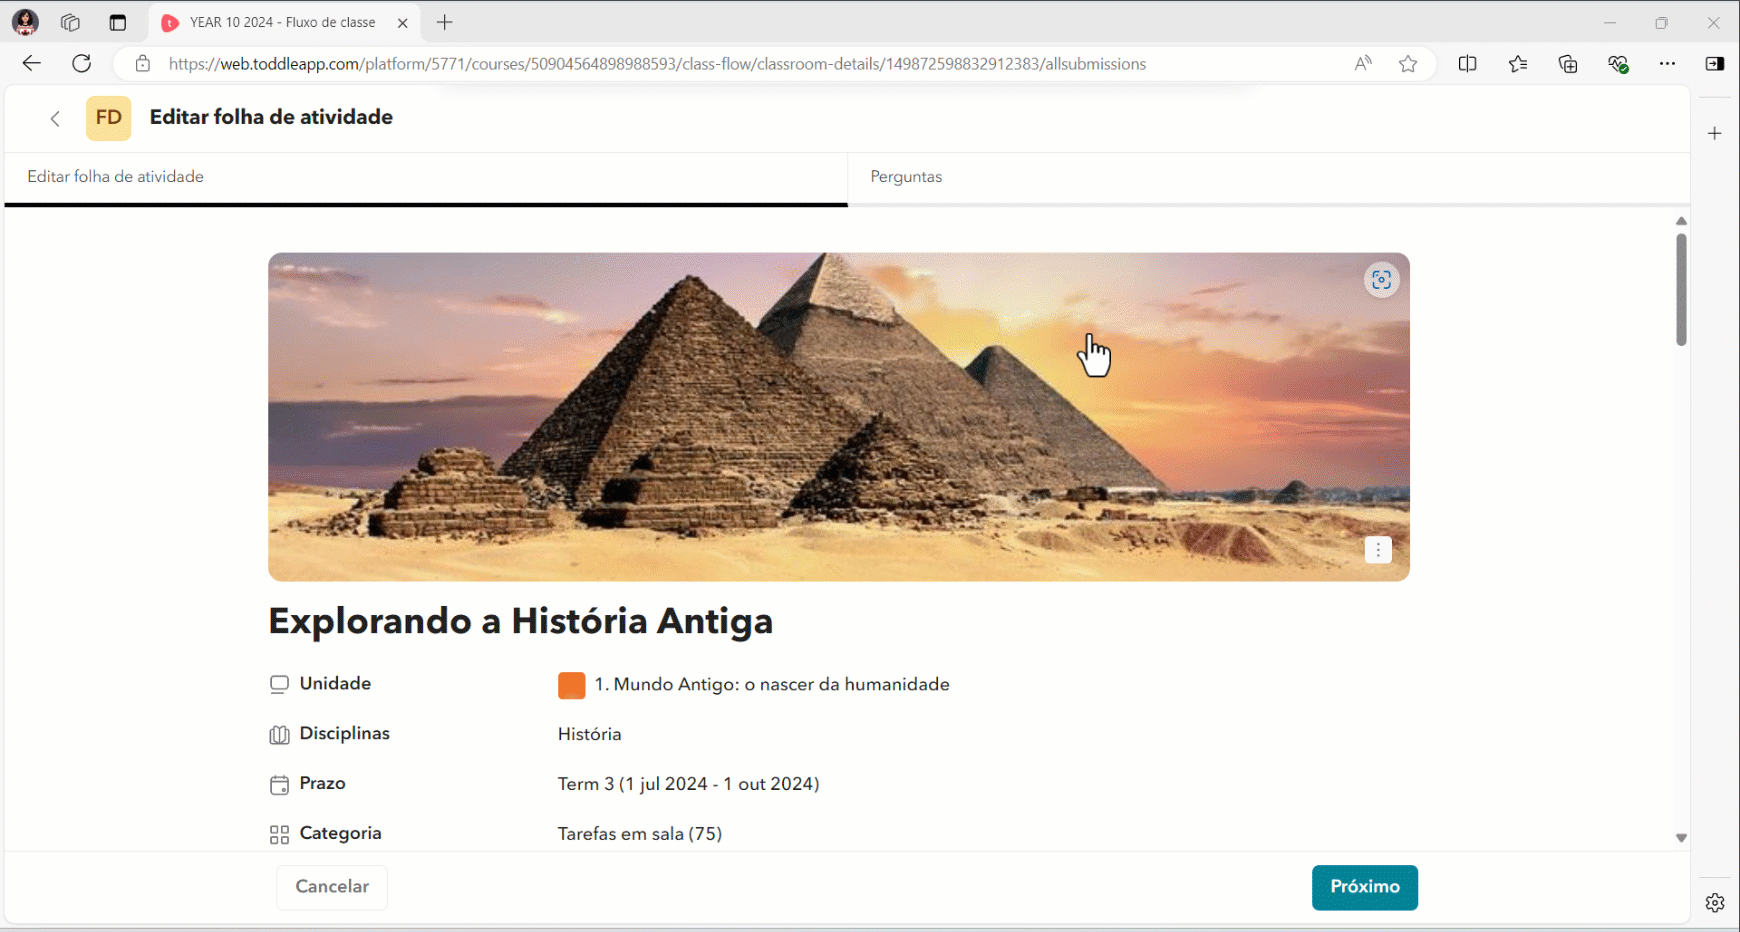 YEAR 10 2024 - Fluxo de classe
https://web.toddleapp.com/platform/5771/courses/50904564898988593/class-flow/classroom-details/149872598832912383/allsubmissions
FD
Editar folha de atividade
Editar folha de atividade
Perguntas
Explorando a História Antiga
Unidade
1. Mundo Antigo: o nascer da humanidade
Disciplinas
História
Prazo
Term 3 (1 jul 2024 - 1 out 2024)
Categoria
Tarefas em sala (75)
Cancelar
Próximo